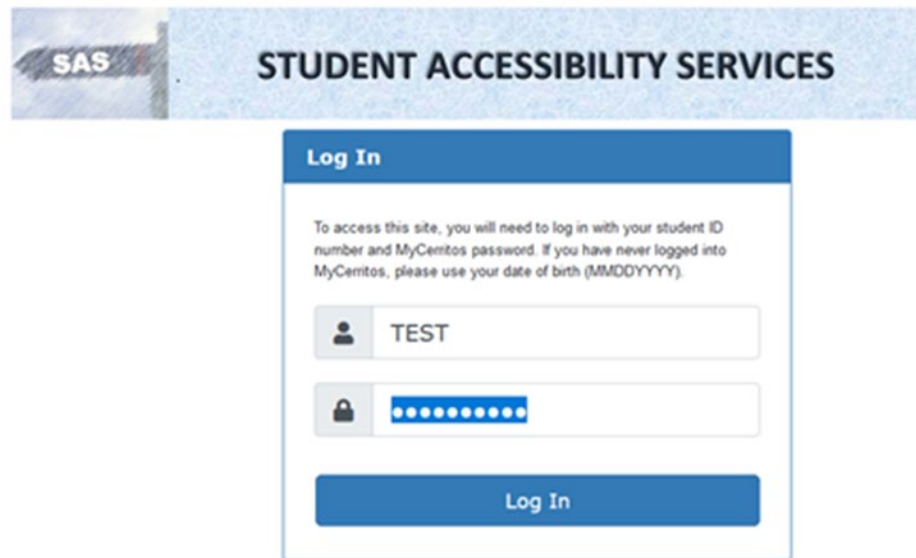 SAS
STUDENT ACCESSIBILITY SERVICES
Log In
To access this site, you will need to log in with your student ID
number and MyCerritos password. If you have never logged into
MyCerritos, please use your date of birth (MMDDYYYY).
TEST
●●●●●●●●●●
Log In